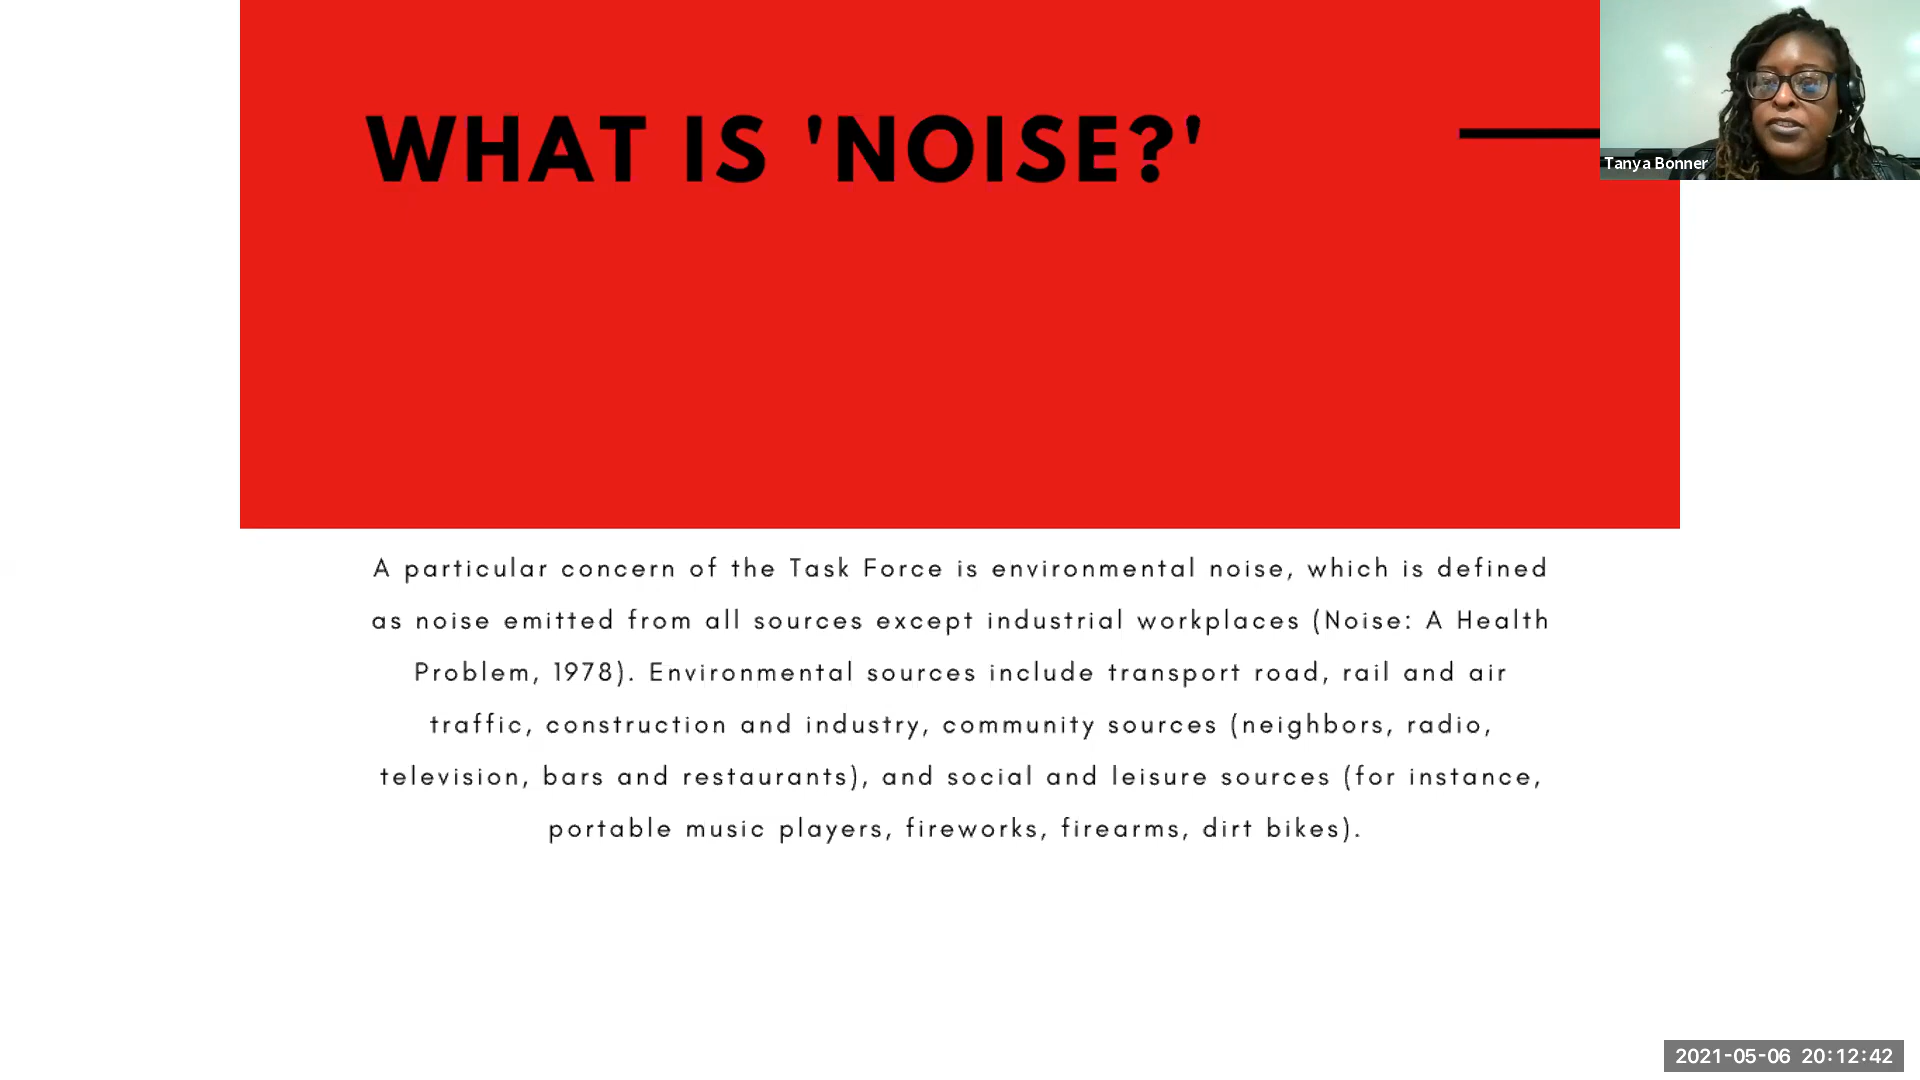 WHAT IS 'NOISE?'
Tanya Bonner
A particular concern of the Task Force is environmental noise, which is defined
as noise emitted from all sources except industrial workplaces (Noise: A Health
Problem, 1978). Environmental sources include transport road, rail and air
traffic, construction and industry, community sources (neighbors, radio,
television, bars and restaurants), and social and leisure sources (for instance,
portable music players, fireworks, firearms, dirt bikes).
2021-05-06 20:12:42